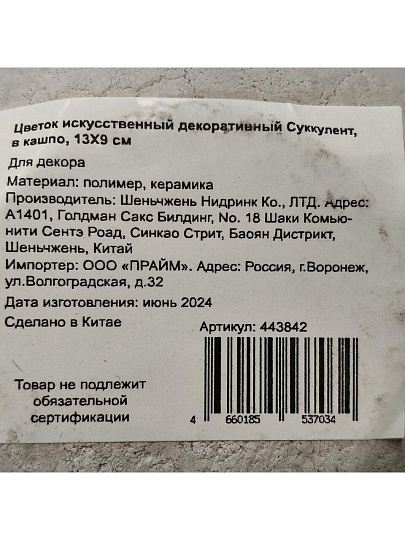 Цветок искусственный декоративный Суккулент,
в кашпо, 13X9 см
Для декора
Материал: полимер, керамика
Производитель: Шеньчжень Нидринк Ко., ЛТД. Адрес:
А1401, Голдман Сакс Билдинг, No. 18 Шаки Комью-
нити Сентэ Роад, Синкао Стрит, Баоян Дистрикт,
Шеньчжень, Китай
Импортер: ООО «ПРАЙМ». Адрес: Россия, г.Воронеж,
ул.Волгоградская, д.32
Дата изготовления: июнь 2024
Сделано в Китае
Артикул: 443842
Товар не подлежит
обязательной
сертификации
4 660185 537034